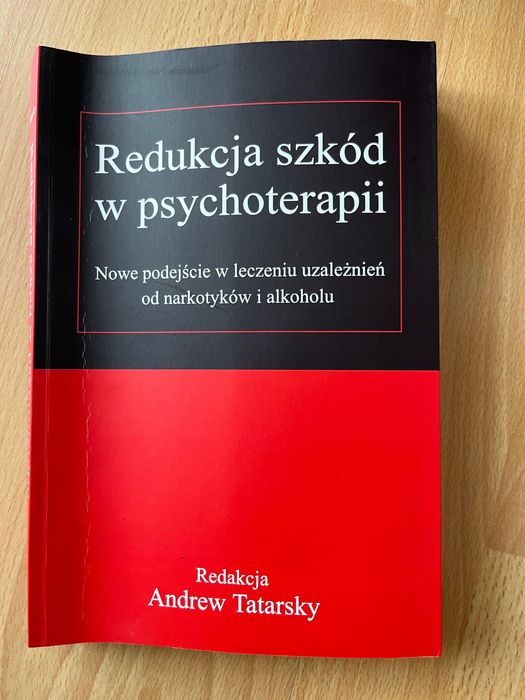 Redukcja szkód
w psychoterapii
Nowe podejście w leczeniu uzależnień
od narkotyków i alkoholu
Redakcja
Andrew Tatarsky